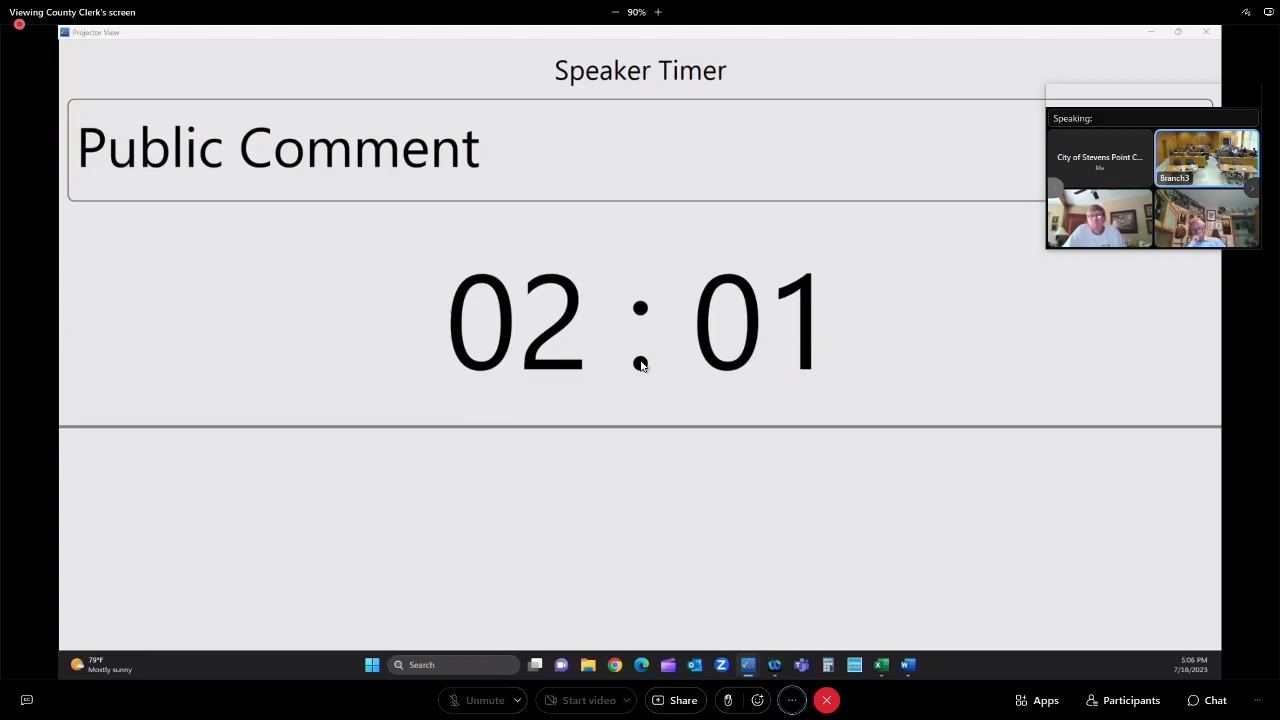 Viewing County Clerk's screen
90%
Projector View
Speaker Timer
Public Comment
Speaking:
City of Stevens Point C...
Me
Branch3
02 : 01
79°F
Mostly sunny
Search
5:06 PM
7/18/2023
Unmute
Start video
Share
Apps
Participants
Chat